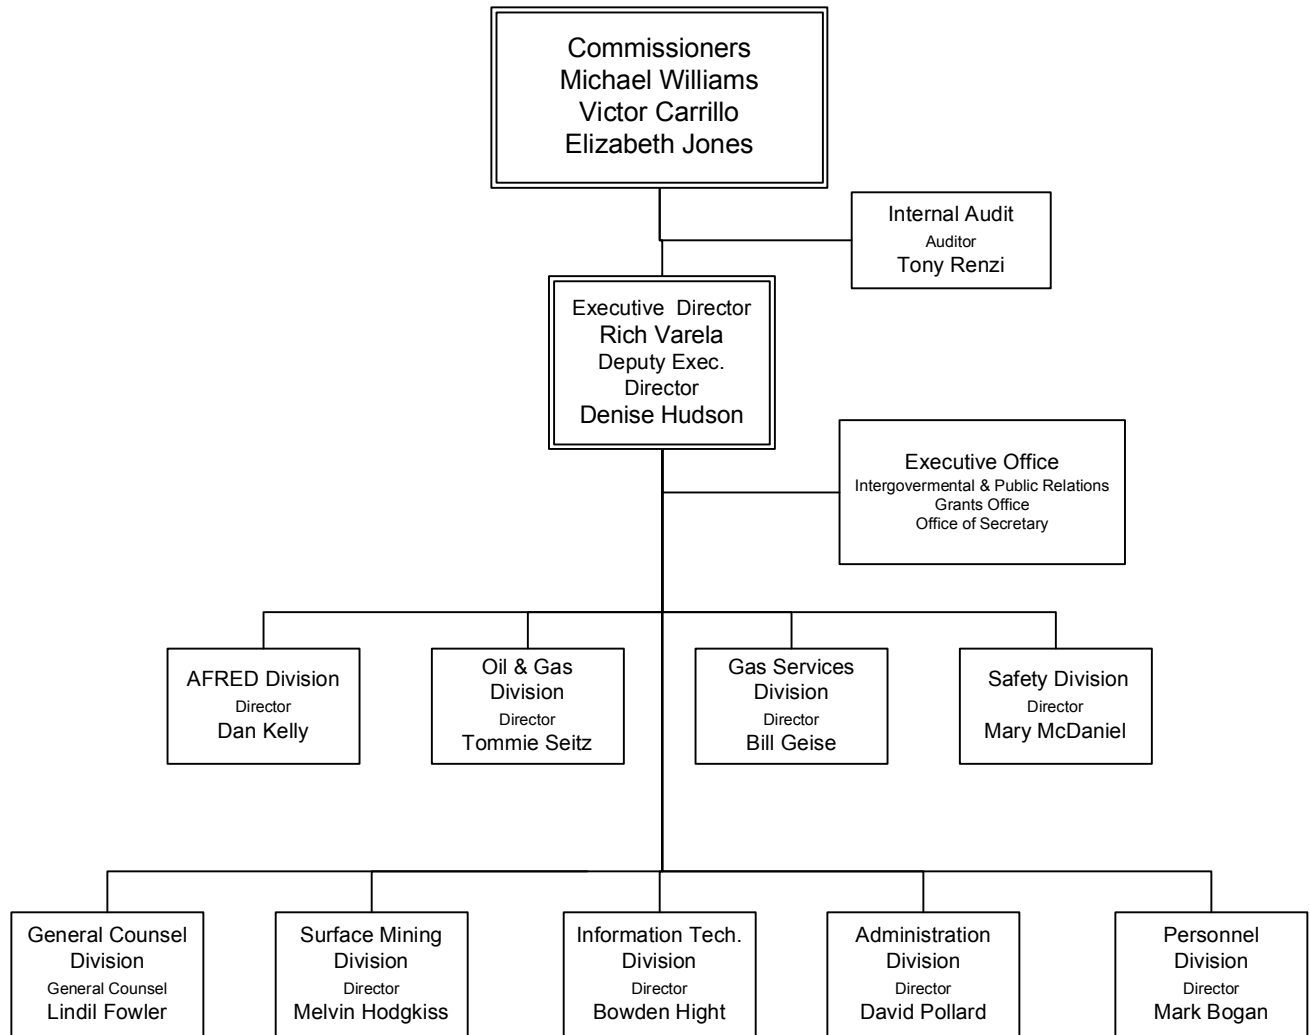 Commissioners
Michael Williams
Victor Carrillo
Elizabeth Jones
Internal Audit
Auditor
Tony Renzi
Executive Director
Rich Varela
Deputy Exec.
Director
Denise Hudson
Executive Office
Intergovermental & Public Relations
Grants Office
Office of Secretary
AFRED Division
Director
Dan Kelly
Oil & Gas
Division
Director
Tommie Seitz
Gas Services
Division
Director
Bill Geise
Safety Division
Director
Mary McDaniel
General Counsel
Division
General Counsel
Lindil Fowler
Surface Mining
Division
Director
Melvin Hodgkiss
Information Tech.
Division
Director
Bowden Hight
Administration
Division
Director
David Pollard
Personnel
Division
Director
Mark Bogan